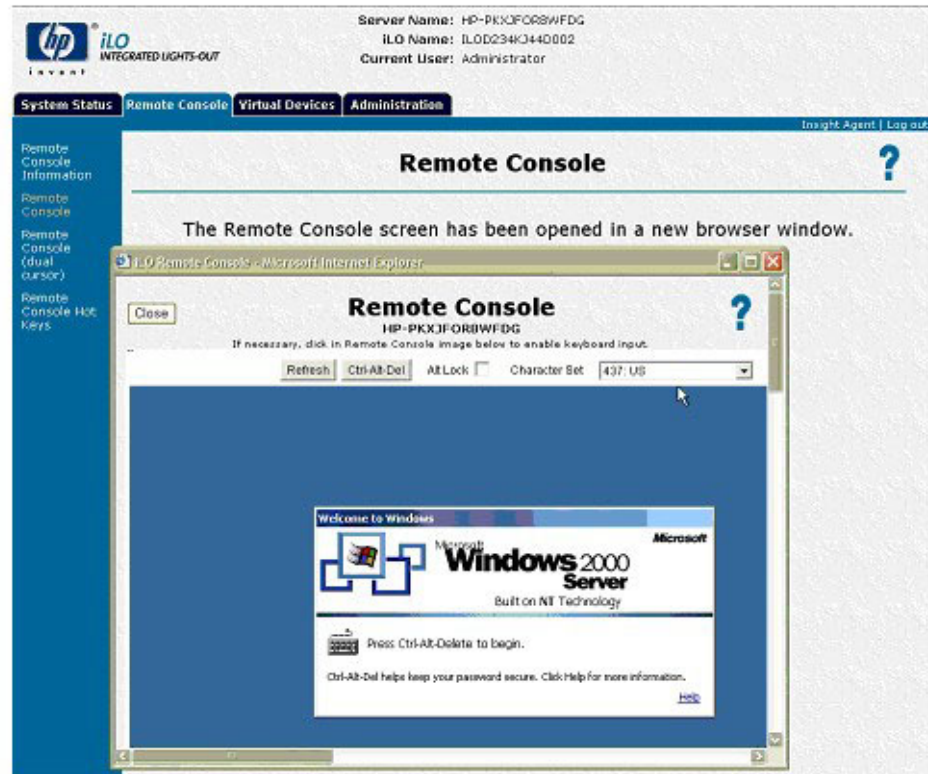 Server Name: HP-PKXJFOR8WFDG
hp iLO
iLO Name: ILOD234KJ44D002
INTEGRATED LIGHTS-OUT
Current User: Administrator
invent
System Status Remote Console Virtual Devices Administration
Insight Agent | Log out
Remote Console Information
Remote Console
Remote Console (dual cursor)
Remote Console Hot Keys
Remote Console
?
The Remote Console screen has been opened in a new browser window.
iLO Remote Console - Microsoft Internet Explorer
Close
Remote Console
?
HP-PKXJFOR8WFDG
If necessary, click in Remote Console image below to enable keyboard input.
Refresh Ctrl-Alt-Del Alt Lock Character Set 437: US
Welcome to Windows
Microsoft
Microsoft
Windows 2000
Server
Built on NT Technology
Press Ctrl-Alt-Delete to begin.
Ctrl-Alt-Del helps keep your password secure. Click Help for more information.
Help